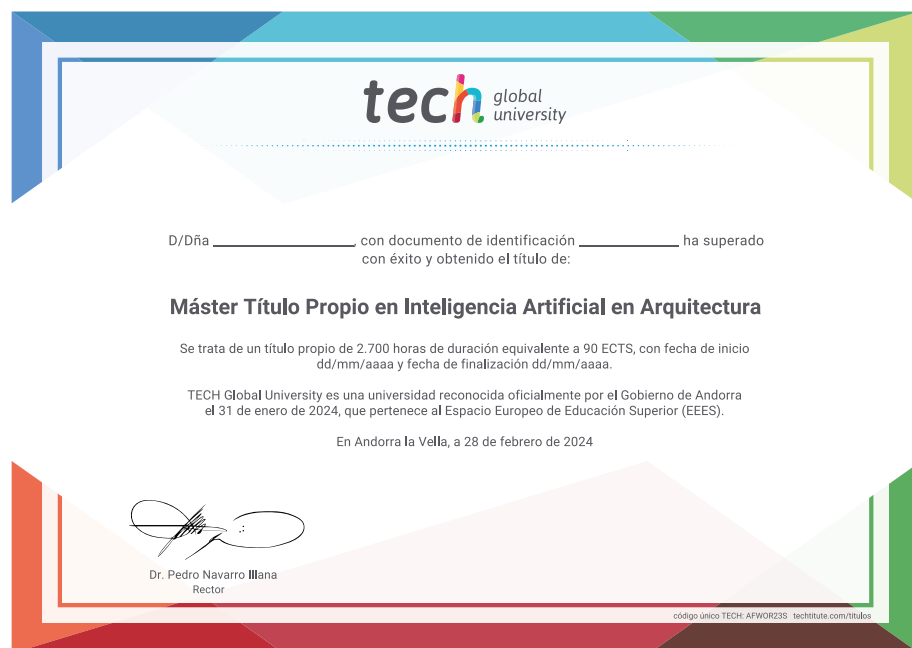 tech global university
D/Dña ______________, con documento de identificación __________ ha superado
con éxito y obtenido el título de:
Máster Título Propio en Inteligencia Artificial en Arquitectura
Se trata de un título propio de 2.700 horas de duración equivalente a 90 ECTS, con fecha de inicio
dd/mm/aaaa y fecha de finalización dd/mm/aaaa.
TECH Global University es una universidad reconocida oficialmente por el Gobierno de Andorra
el 31 de enero de 2024, que pertenece al Espacio Europeo de Educación Superior (EEES).
En Andorra la Vella, a 28 de febrero de 2024
Dr. Pedro Navarro Illana
Rector
código único TECH: AFWOR23S techtitute.com/titulos